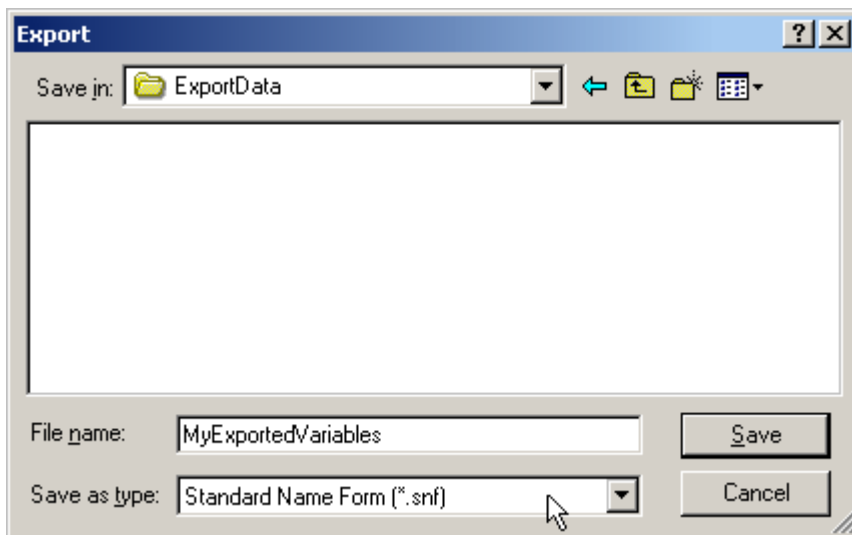 Export
Save in: ExportData
File name: MyExportedVariables
Save
Save as type: Standard Name Form (*.snf)
Cancel